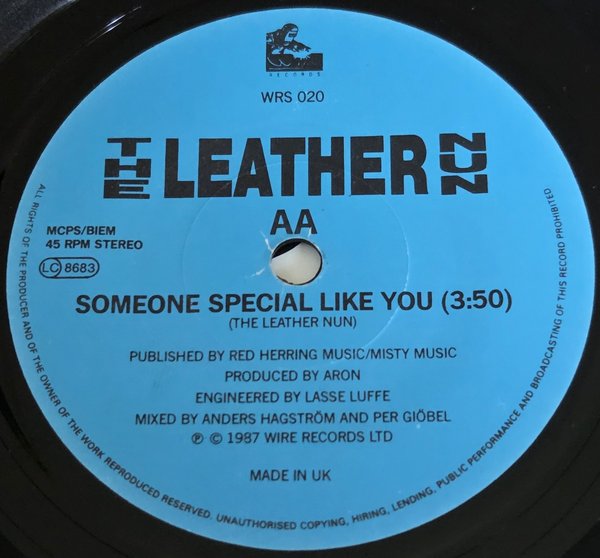 RECORDS
WRS 020
THE LEATHER NUN
AA
MCPS/BIEM
45 RPM STEREO
LC 8683
SOMEONE SPECIAL LIKE YOU (3:50)
(THE LEATHER NUN)
PUBLISHED BY RED HERRING MUSIC/MISTY MUSIC
PRODUCED BY ARON
ENGINEERED BY LASSE LUFFE
MIXED BY ANDERS HAGSTRÖM AND PER GIÖBEL
℗ © 1987 WIRE RECORDS LTD
MADE IN UK
ALL RIGHTS OF THE PRODUCER AND OF THE OWNER OF THE WORK REPRODUCED RESERVED. UNAUTHORISED COPYING, HIRING, LENDING, PUBLIC PERFORMANCE AND BROADCASTING OF THIS RECORD PROHIBITED